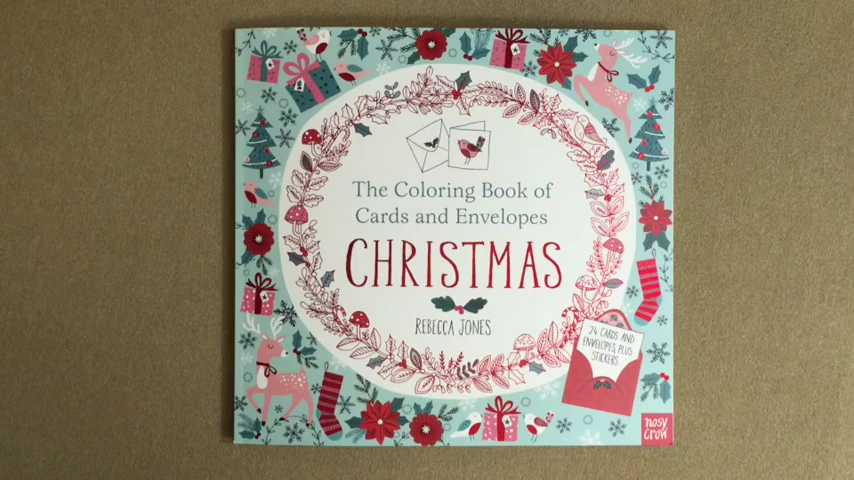 The Coloring Book of
Cards and Envelopes
CHRISTMAS
REBECCA JONES
24 CARDS AND
ENVELOPES, PLUS
STICKERS
nosy
crow